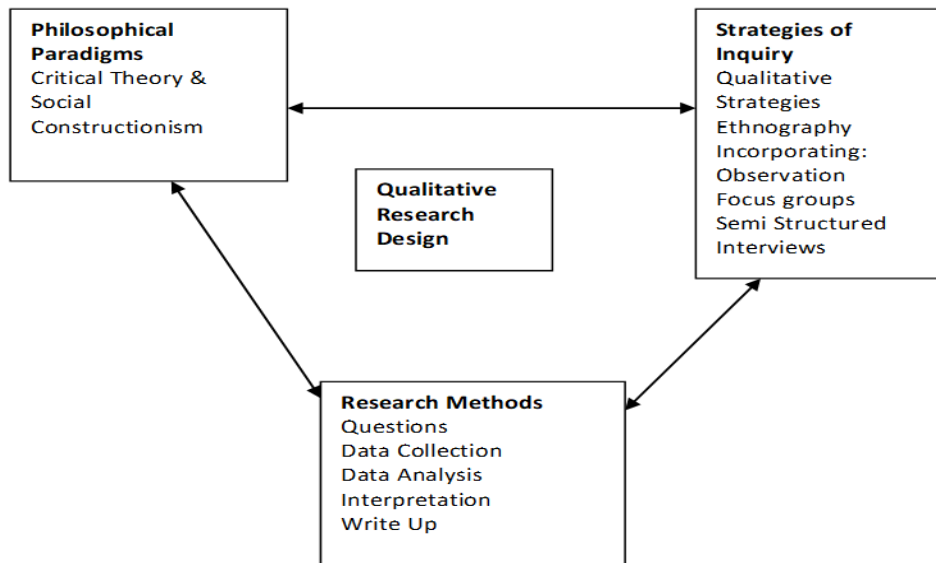 Philosophical
Paradigms
Critical Theory &
Social
Constructionism
Strategies of
Inquiry
Qualitative
Strategies
Ethnography
Incorporating:
Observation
Focus groups
Semi Structured
Interviews
Qualitative
Research
Design
Research Methods
Questions
Data Collection
Data Analysis
Interpretation
Write Up